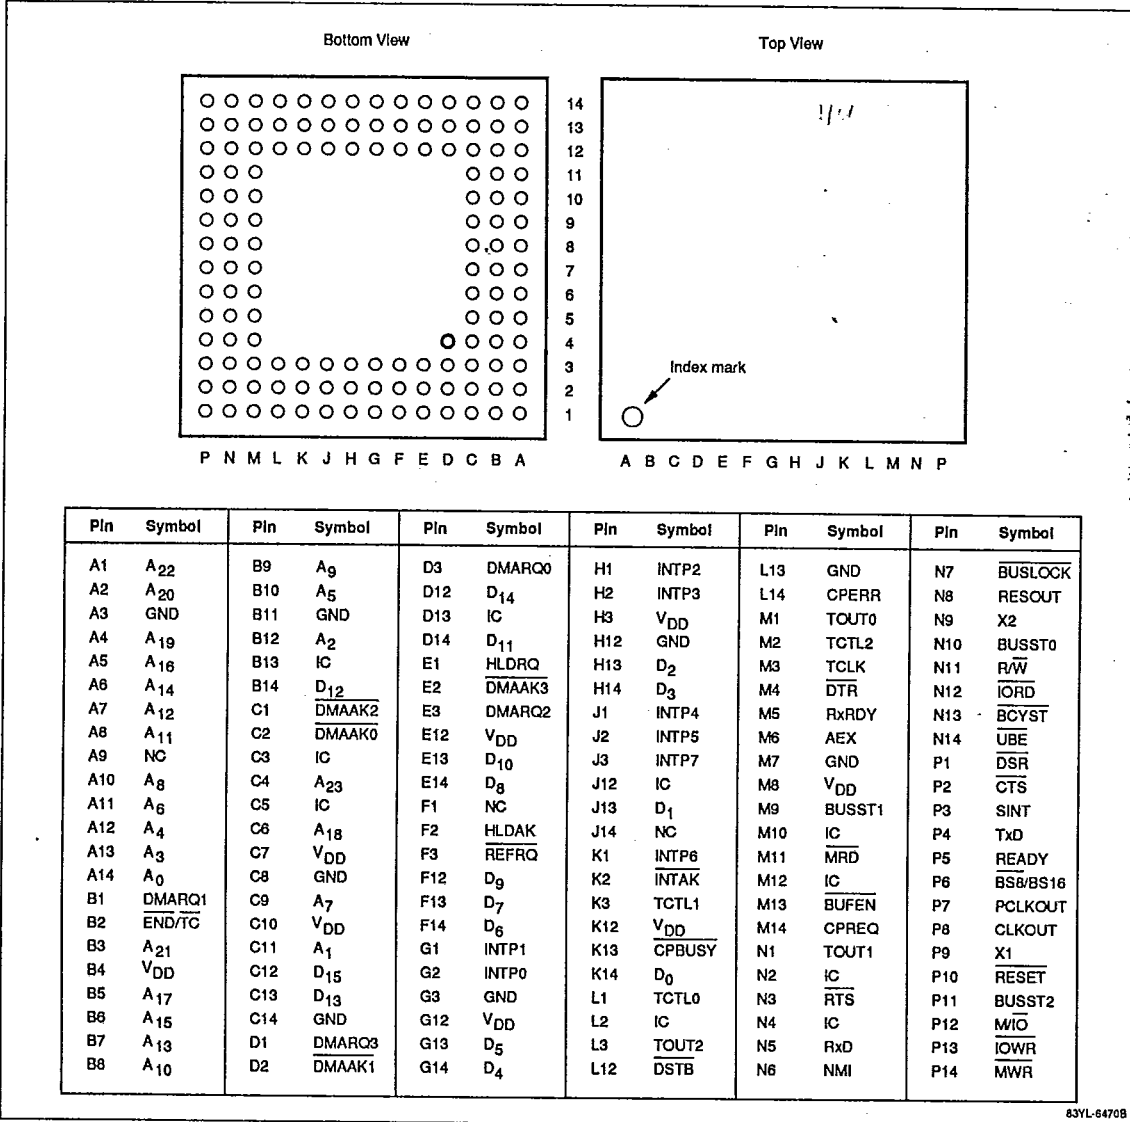 Bottom View Top View
14
13
12
11
10
9
8
7
6
5
4
3
2
1
Index mark
P N M L K J H G F E D C B A
A B C D E F G H J K L M N P
Pin Symbol Pin Symbol Pin Symbol Pin Symbol Pin Symbol Pin Symbol
A1 A22 B9 A9 D3 DMARQ0 H1 INTP2 L13 GND N7 BUSLOCK
A2 A20 B10 A5 D12 D14 H2 INTP3 L14 CPERR N8 RESOUT
A3 GND B11 GND D13 IC H3 VDD M1 TOUT0 N9 X2
A4 A19 B12 A2 D14 D11 H12 GND M2 TCTL2 N10 BUSST0
A5 A16 B13 IC E1 HLDRQ H13 D2 M3 TCLK N11 R/W
A6 A14 B14 D12 E2 DMAAK3 H14 D3 M4 DTR N12 IORD
A7 A12 C1 DMAAK2 E3 DMARQ2 J1 INTP4 M5 RxRDY N13 BCYST
A8 A11 C2 DMAAK0 E12 VDD J2 INTP5 M6 AEX N14 UBE
A9 NC C3 IC E13 D10 J3 INTP7 M7 GND P1 DSR
A10 A8 C4 A23 E14 D8 J12 IC M8 VDD P2 CTS
A11 A6 C5 IC F1 NC J13 D1 M9 BUSST1 P3 SINT
A12 A4 C6 A18 F2 HLDAK J14 NC M10 IC P4 TxD
A13 A3 C7 VDD F3 REFRQ K1 INTP6 M11 MRD P5 READY
A14 A0 C8 GND F12 D9 K2 INTAK M12 IC P6 BS8/BS16
B1 DMARQ1 C9 A7 F13 D7 K3 TCTL1 M13 BUFEN P7 PCLKOUT
B2 END/TC C10 VDD F14 D6 K12 VDD M14 CPREQ P8 CLKOUT
B3 A21 C11 A1 G1 INTP1 K13 CPBUSY N1 TOUT1 P9 X1
B4 VDD C12 D15 G2 INTP0 K14 D0 N2 IC P10 RESET
B5 A17 C13 D13 G3 GND L1 TCTL0 N3 RTS P11 BUSST2
B6 A15 C14 GND G12 VDD L2 IC N4 IC P12 M/IO
B7 A13 D1 DMARQ3 G13 D5 L3 TOUT2 N5 RxD P13 IOWR
B8 A10 D2 DMAAK1 G14 D4 L12 DSTB N6 NMI P14 MWR
83YL-6470B